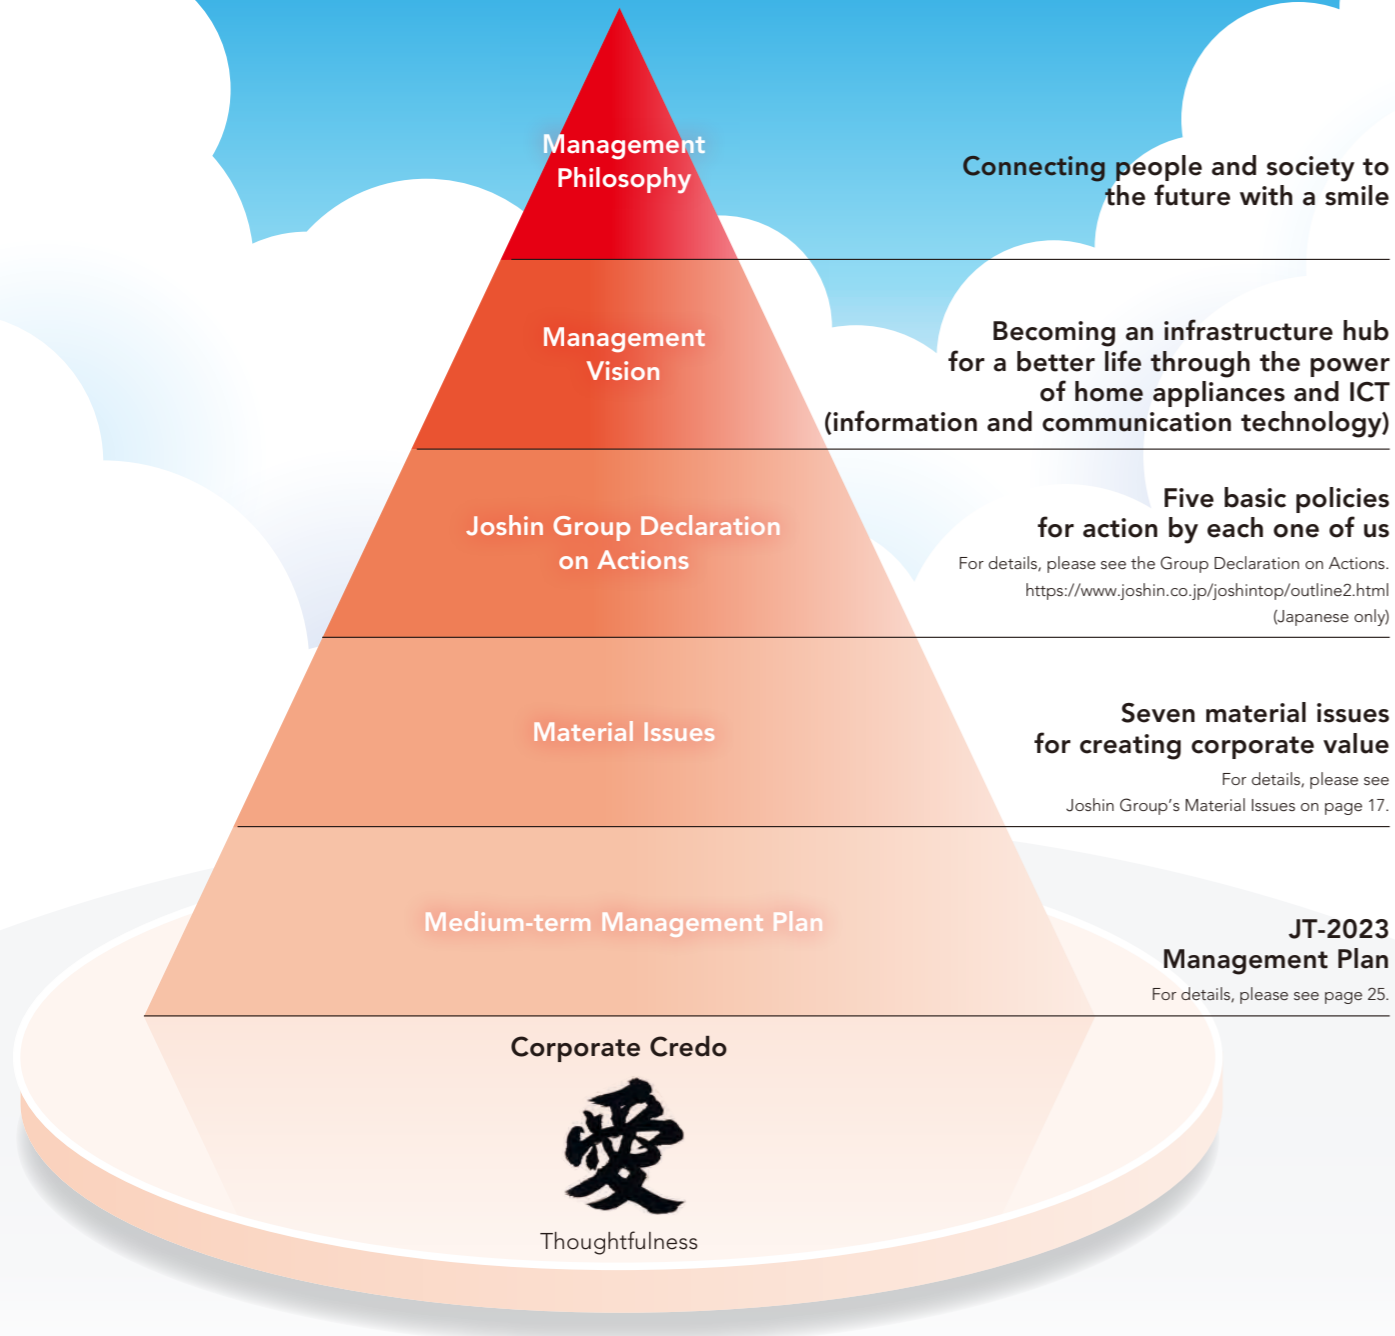 Management
Philosophy
Connecting people and society to
the future with a smile
Management
Vision
Becoming an infrastructure hub
for a better life through the power
of home appliances and ICT
(information and communication technology)
Joshin Group Declaration
on Actions
Five basic policies
for action by each one of us
For details, please see the Group Declaration on Actions.
https://www.joshin.co.jp/joshintop/outline2.html
(Japanese only)
Material Issues
Seven material issues
for creating corporate value
For details, please see
Joshin Group’s Material Issues on page 17.
Medium-term Management Plan
JT-2023
Management Plan
For details, please see page 25.
Corporate Credo
愛
Thoughtfulness